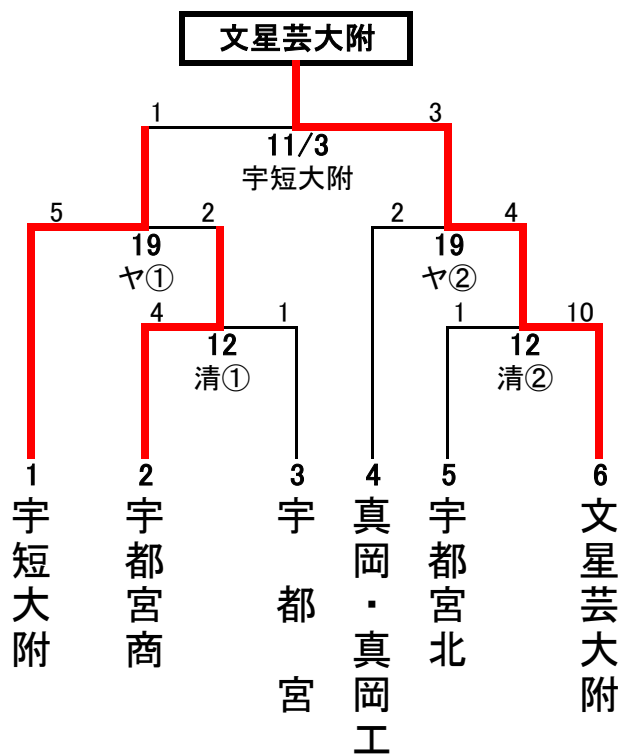 文星芸大附
1 3
11/3
宇短大附
5 2 2 4
19 19
ヤ① ヤ②
4 1 1 10
12 12
清① 清②
1 2 3 4 5 6
宇短大附
宇都宮商
宇都宮
真岡・真岡工
宇都宮北
文星芸大附